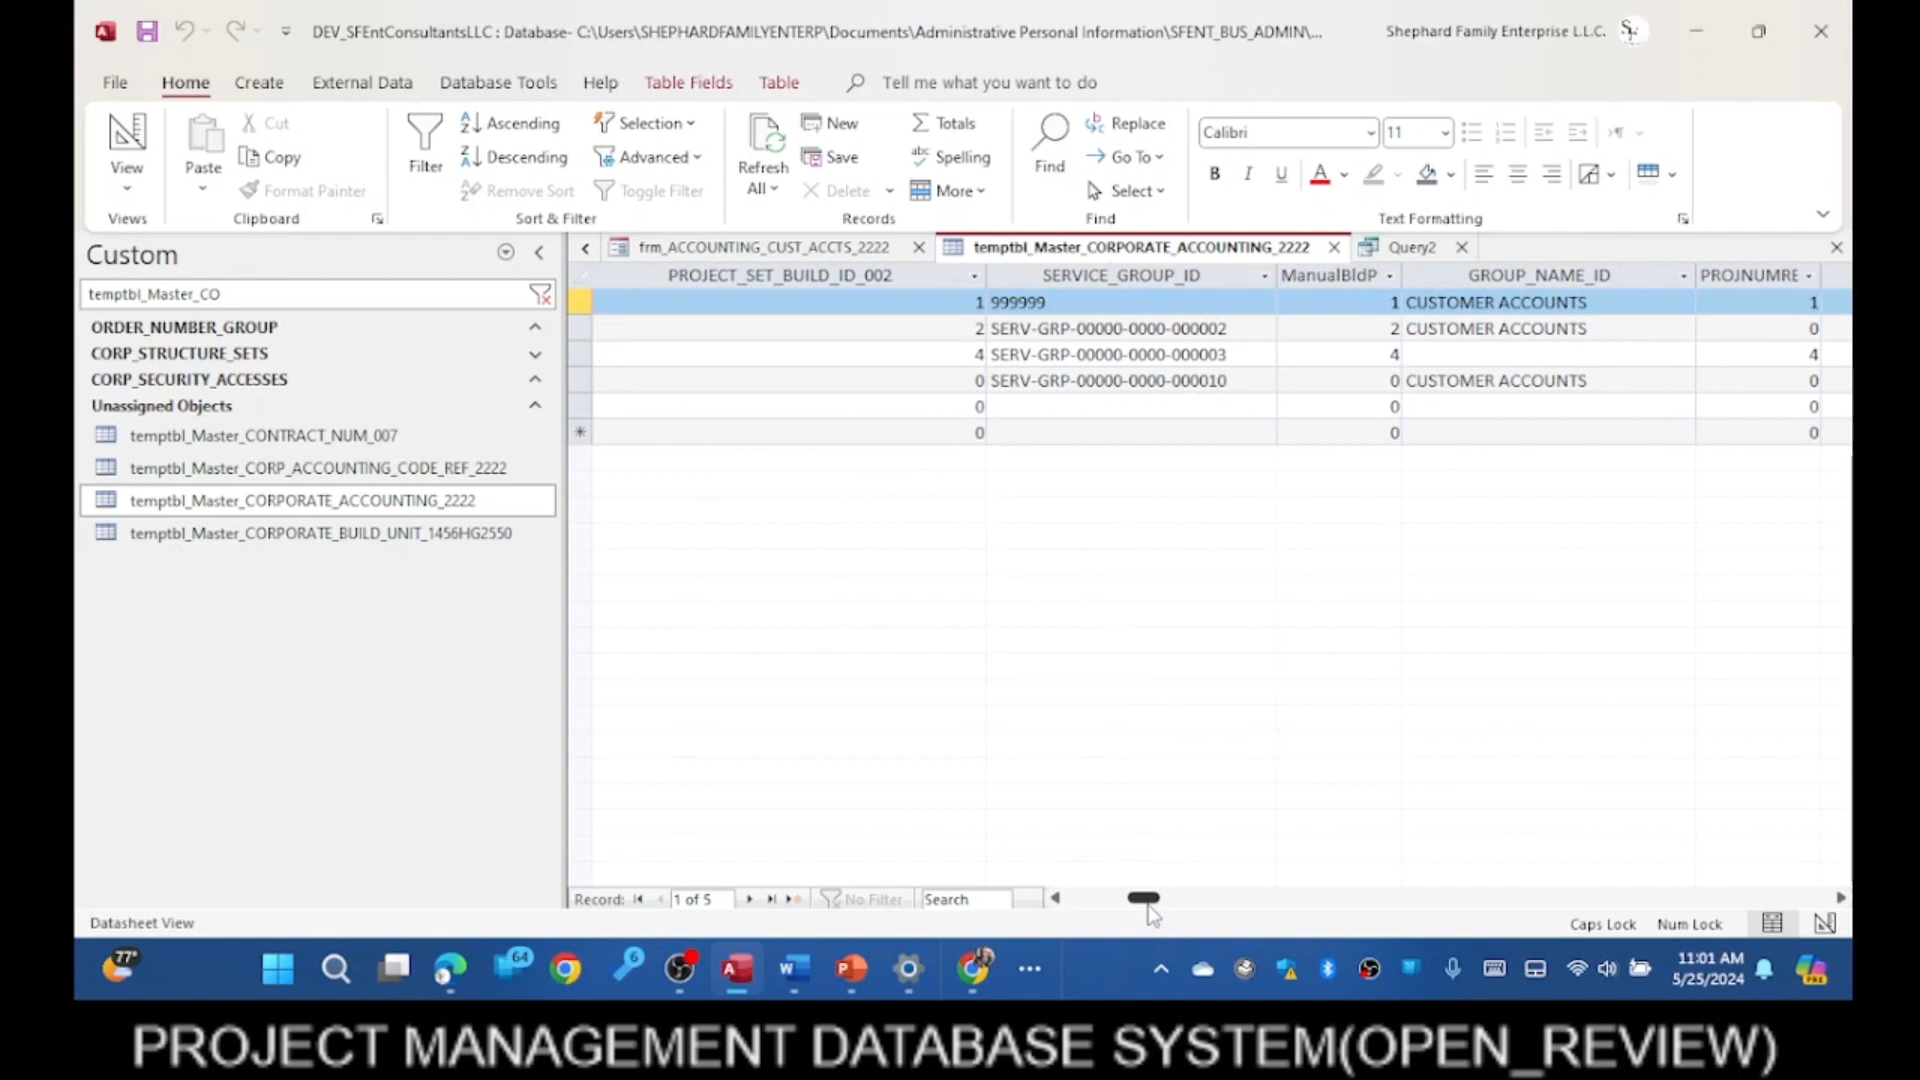 DEV_SFEntConsultantsLLC : Database- C:\Users\SHEPHARDFAMILYENTERP\Documents\Administrative Personal Information\SFENT_BUS_ADMIN\... Shephard Family Enterprise L.L.C.
File Home Create External Data Database Tools Help Table Fields Table Tell me what you want to do
View Paste Cut Copy Format Painter
Filter Ascending Descending Remove Sort Selection Advanced Toggle Filter
Refresh All New Save Delete Totals Spelling More
Find Replace Go To Select
Calibri 11
B I U A
Views Clipboard Sort & Filter Records Find Text Formatting
Custom
temptbl_Master_CO
ORDER_NUMBER_GROUP
CORP_STRUCTURE_SETS
CORP_SECURITY_ACCESSES
Unassigned Objects
temptbl_Master_CONTRACT_NUM_007
temptbl_Master_CORP_ACCOUNTING_CODE_REF_2222
temptbl_Master_CORPORATE_ACCOUNTING_2222
temptbl_Master_CORPORATE_BUILD_UNIT_1456HG2550
frm_ACCOUNTING_CUST_ACCTS_2222 temptbl_Master_CORPORATE_ACCOUNTING_2222 Query2
PROJECT_SET_BUILD_ID_002 SERVICE_GROUP_ID ManualBldP GROUP_NAME_ID PROJNUMRE
1 999999 1 CUSTOMER ACCOUNTS 1
2 SERV-GRP-00000-0000-000002 2 CUSTOMER ACCOUNTS 0
4 SERV-GRP-00000-0000-000003 4 4
0 SERV-GRP-00000-0000-000010 0 CUSTOMER ACCOUNTS 0
0 0 0
* 0 0 0
Record: 1 of 5 No Filter Search
Datasheet View Caps Lock Num Lock
77° 64 6 11:01 AM
5/25/2024
PROJECT MANAGEMENT DATABASE SYSTEM(OPEN_REVIEW)